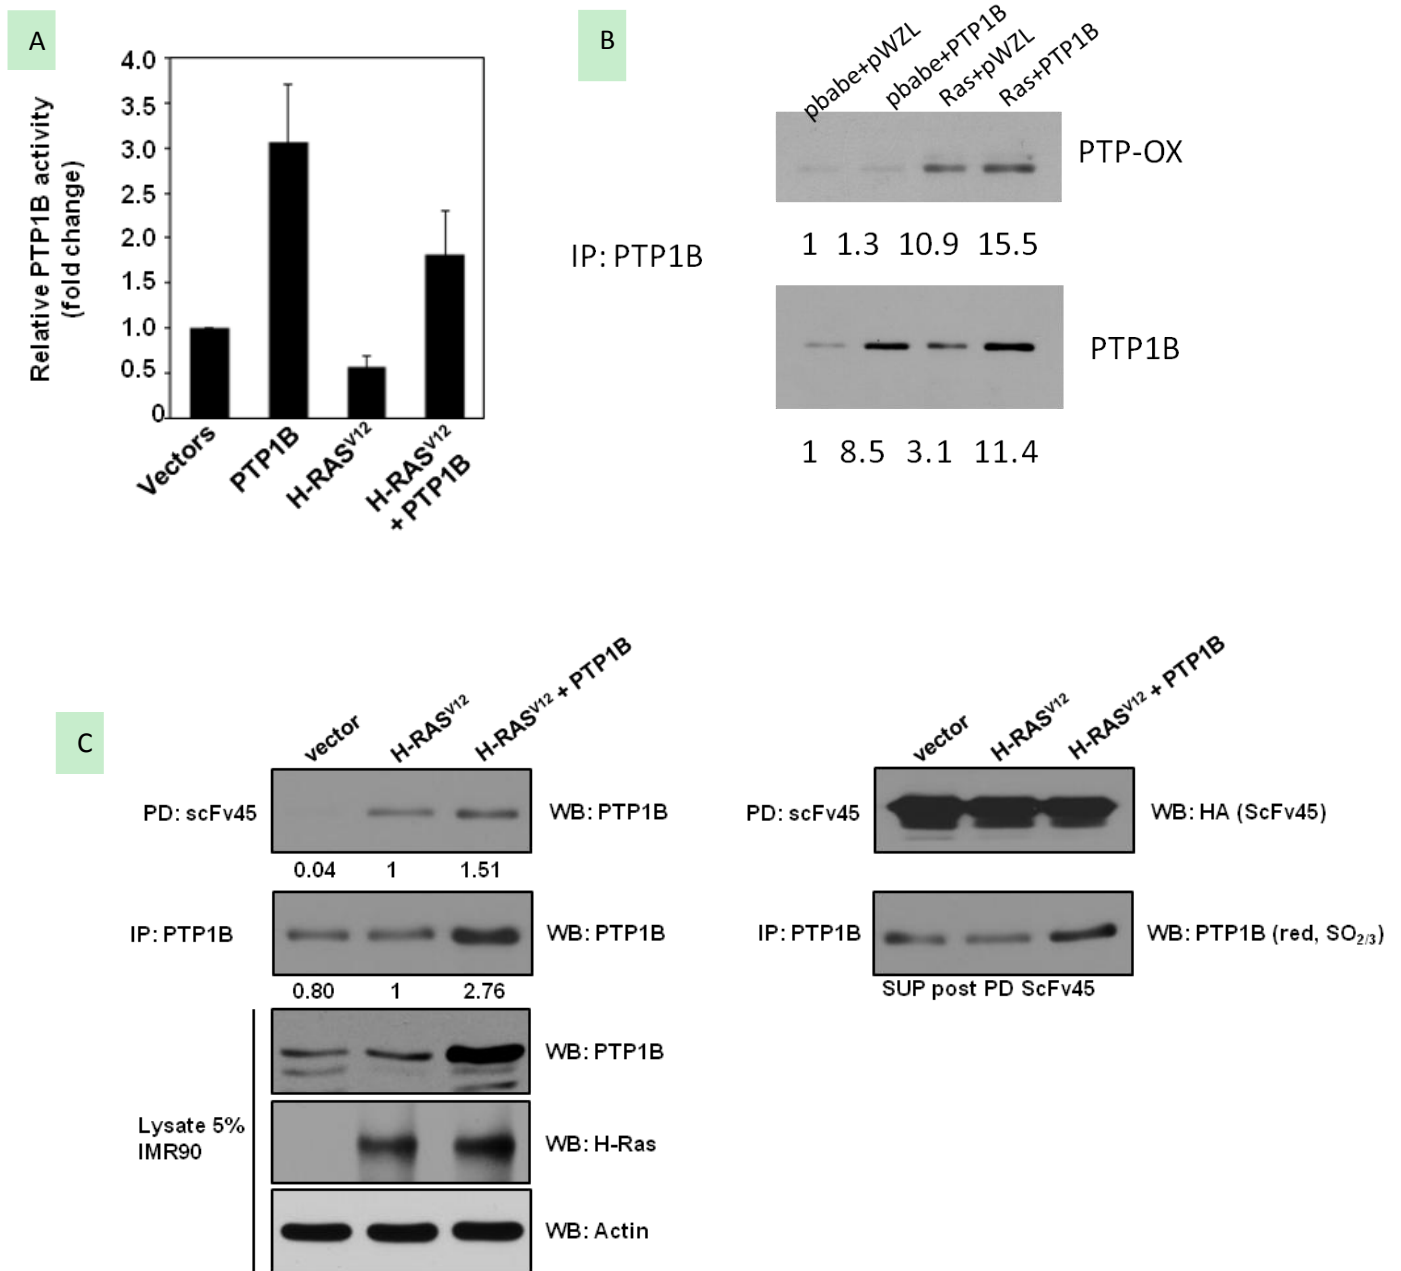 A
Relative PTP1B activity
(fold change)
4.0
3.5
3.0
2.5
2.0
1.5
1.0
0.5
0
Vectors
PTP1B
H-RASV12
H-RASV12
+ PTP1B
B
pbabe+pWZL
pbabe+PTP1B
Ras+pWZL
Ras+PTP1B
PTP-OX
1 1.3 10.9 15.5
IP: PTP1B
PTP1B
1 8.5 3.1 11.4
C
vector
H-RASV12
H-RASV12 + PTP1B
PD: scFv45
WB: PTP1B
0.04 1 1.51
IP: PTP1B
WB: PTP1B
0.80 1 2.76
WB: PTP1B
Lysate 5%
IMR90
WB: H-Ras
WB: Actin
vector
H-RASV12
H-RASV12 + PTP1B
PD: scFv45
WB: HA (ScFv45)
IP: PTP1B
WB: PTP1B (red, SO2/3)
SUP post PD ScFv45